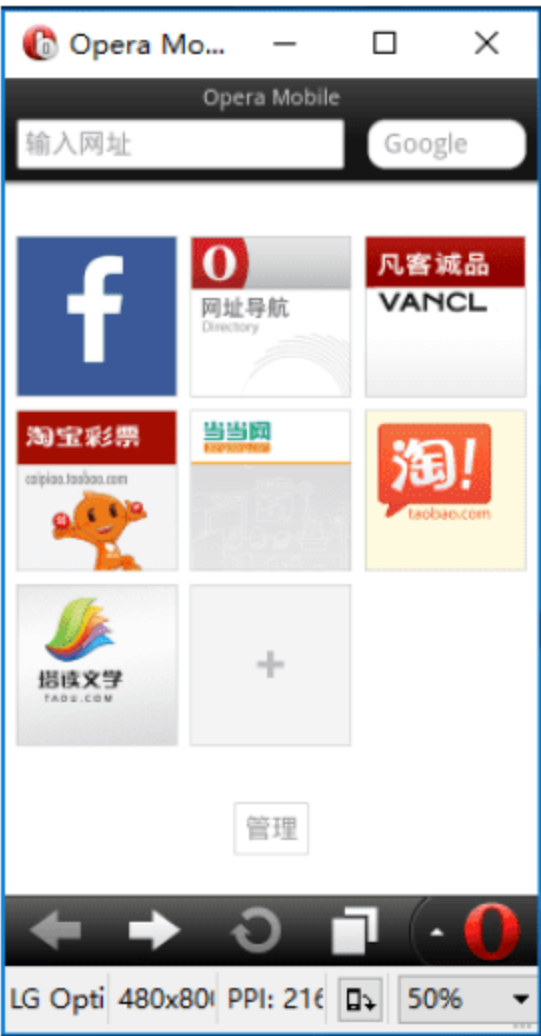 Opera Mo...
Opera Mobile
输入网址
Google
f
网址导航
Directory
凡客诚品
VANCL
淘宝彩票
caipiao.taobao.com
当当网
淘!
taobao.com
塔读文学
TADU.COM
管理
LG Opti
480x800
PPI: 216
50%